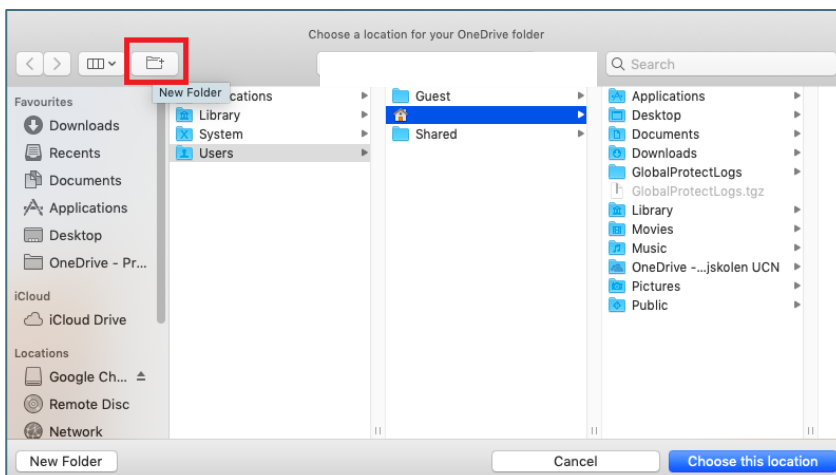 Choose a location for your OneDrive folder
Search
New Folder
Favourites
Downloads
Recents
Documents
Applications
Desktop
OneDrive - Pr...
iCloud
iCloud Drive
Locations
Google Ch...
Remote Disc
Network
cations
Library
System
Users
Guest
Shared
Applications
Desktop
Documents
Downloads
GlobalProtectLogs
GlobalProtectLogs.tgz
Library
Movies
Music
OneDrive -...jskolen UCN
Pictures
Public
New Folder
Cancel
Choose this location